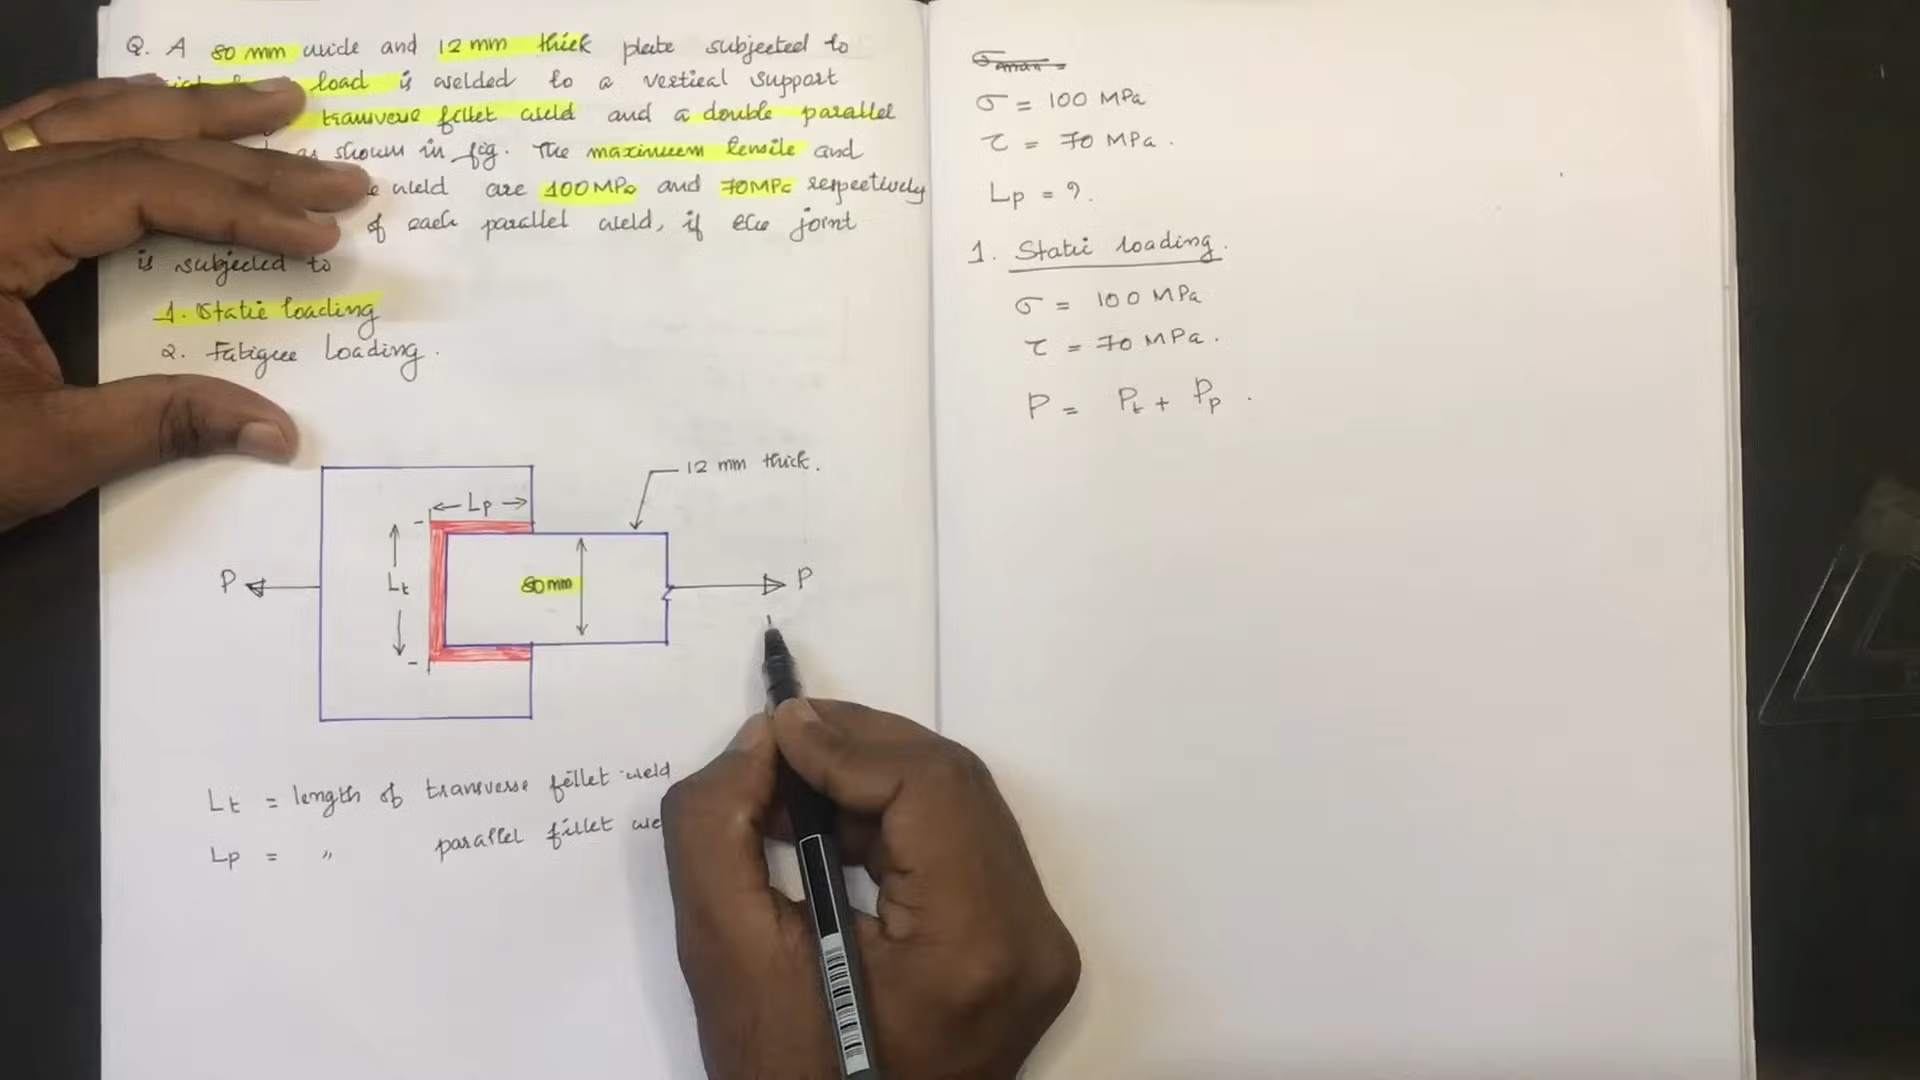 Q. A 80 mm wide and 12 mm thick plate subjected to
load is welded to a vertical support
transverse fillet weld and a double parallel
as shown in fig. The maximum tensile and
weld are 100 MPa and 70 MPa respectively
of each parallel weld, if the joint
is subjected to
1. Static loading
2. Fatigue Loading.
12 mm thick.
Lp
P
Lt
80 mm
P
Lt = length of transverse fillet weld
Lp = " parallel fillet we
σ = 100 MPa
τ = 70 MPa.
Lp = ?.
1. Static loading.
σ = 100 MPa
τ = 70 MPa.
P = Pt + Pp.